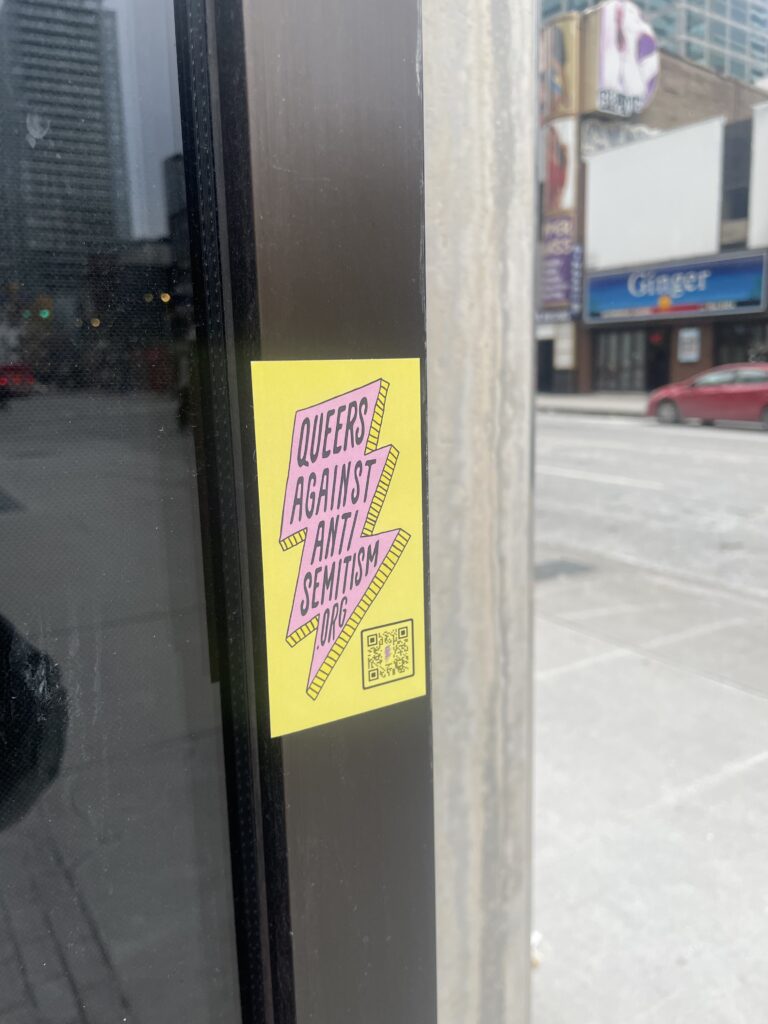 QUEERS
AGAINST
ANTI
SEMITISM
.ORG
Ginger